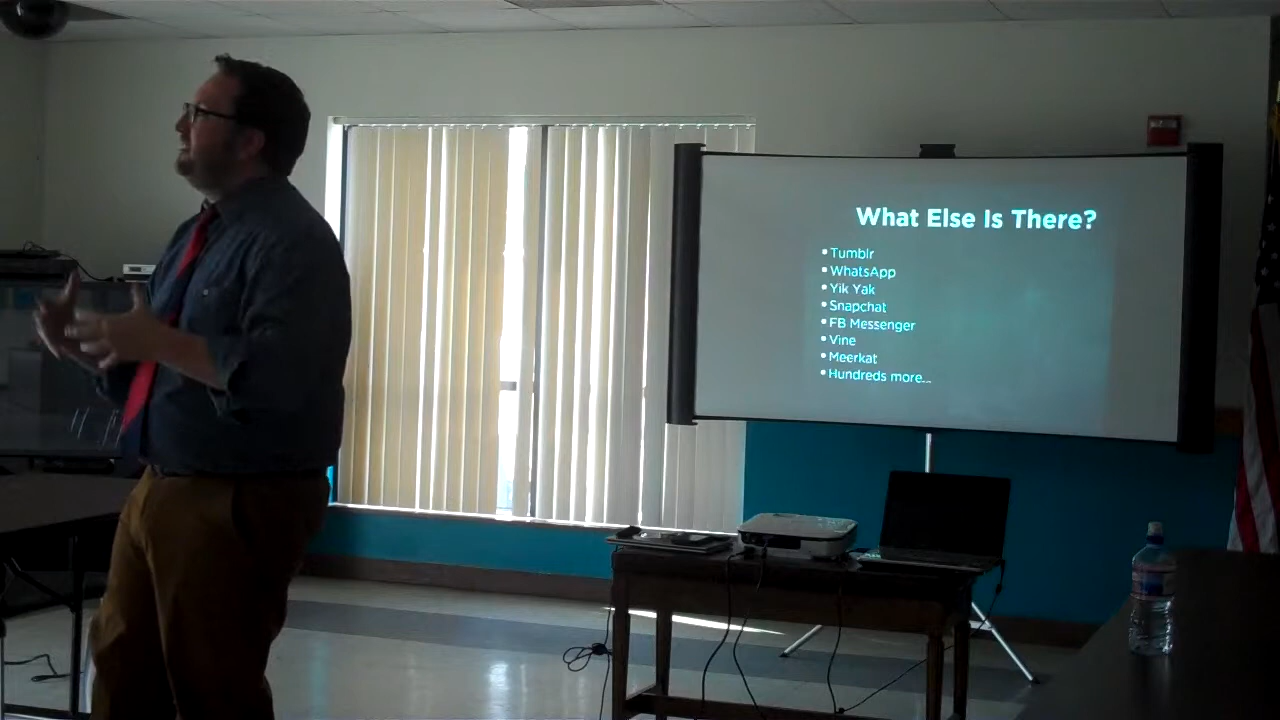 What Else Is There?
• Tumblr
• WhatsApp
• Yik Yak
• Snapchat
• FB Messenger
• Vine
• Meerkat
• Hundreds more...